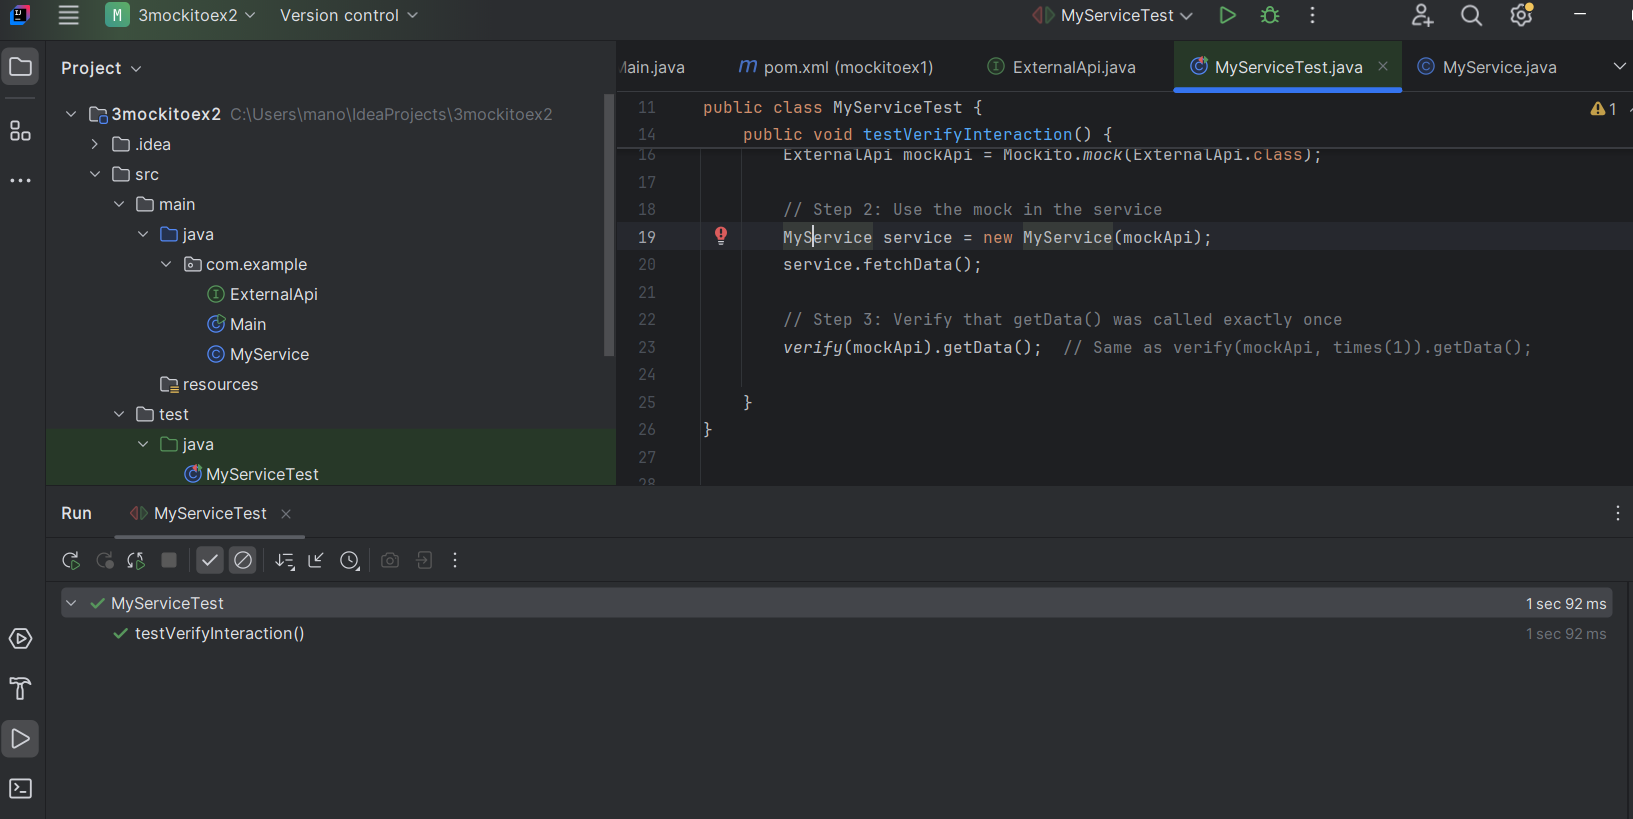 M 3mockitoex2 Version control MyServiceTest
Project
3mockitoex2 C:\Users\mano\IdeaProjects\3mockitoex2
.idea
src
main
java
com.example
ExternalApi
Main
MyService
resources
test
java
MyServiceTest
Main.java pom.xml (mockitoex1) ExternalApi.java MyServiceTest.java MyService.java
11 public class MyServiceTest { 1
14 public void testVerifyInteraction() {
16 ExternalApi mockApi = Mockito.mock(ExternalApi.class);
17
18 // Step 2: Use the mock in the service
19 MyService service = new MyService(mockApi);
20 service.fetchData();
21
22 // Step 3: Verify that getData() was called exactly once
23 verify(mockApi).getData(); // Same as verify(mockApi, times(1)).getData();
24
25 }
26 }
27
28
Run MyServiceTest
MyServiceTest 1 sec 92 ms
testVerifyInteraction() 1 sec 92 ms